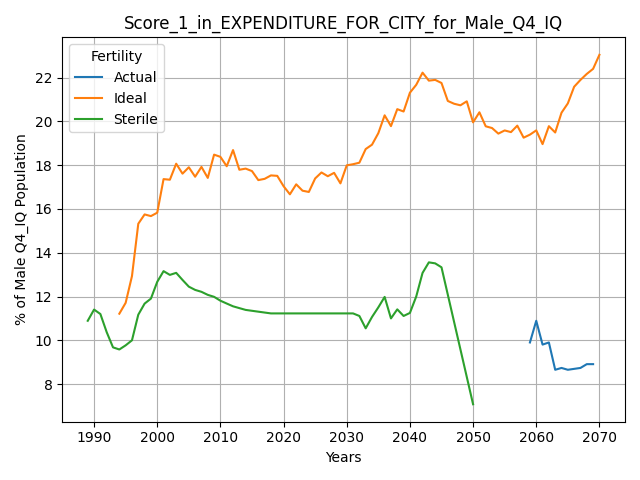 Score_1_in_EXPENDITURE_FOR_CITY_for_Male_Q4_IQ
Fertility
Actual
Ideal
Sterile
% of Male Q4_IQ Population
22
20
18
16
14
12
10
8
1990 2000 2010 2020 2030 2040 2050 2060 2070
Years